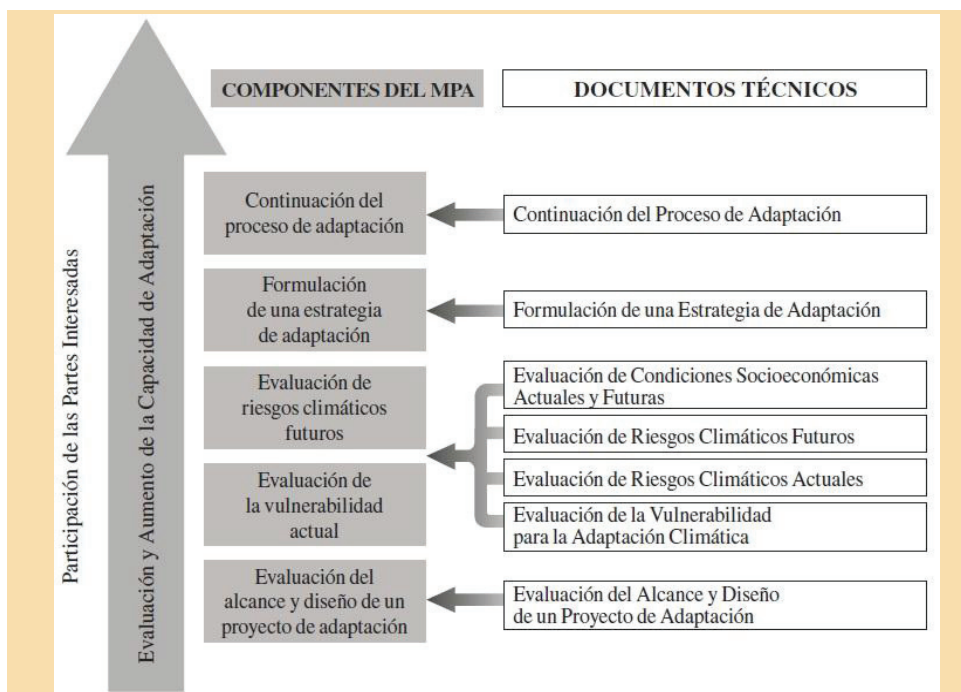 COMPONENTES DEL MPA
DOCUMENTOS TÉCNICOS
Participación de las Partes Interesadas
Evaluación y Aumento de la Capacidad de Adaptación
Continuación del
proceso de adaptación
Continuación del Proceso de Adaptación
Formulación
de una estrategia
de adaptación
Formulación de una Estrategia de Adaptación
Evaluación de
riesgos climáticos
futuros
Evaluación de
la vulnerabilidad
actual
Evaluación de Condiciones Socioeconómicas
Actuales y Futuras
Evaluación de Riesgos Climáticos Futuros
Evaluación de Riesgos Climáticos Actuales
Evaluación de la Vulnerabilidad
para la Adaptación Climática
Evaluación del
alcance y diseño de un
proyecto de adaptación
Evaluación del Alcance y Diseño
de un Proyecto de Adaptación